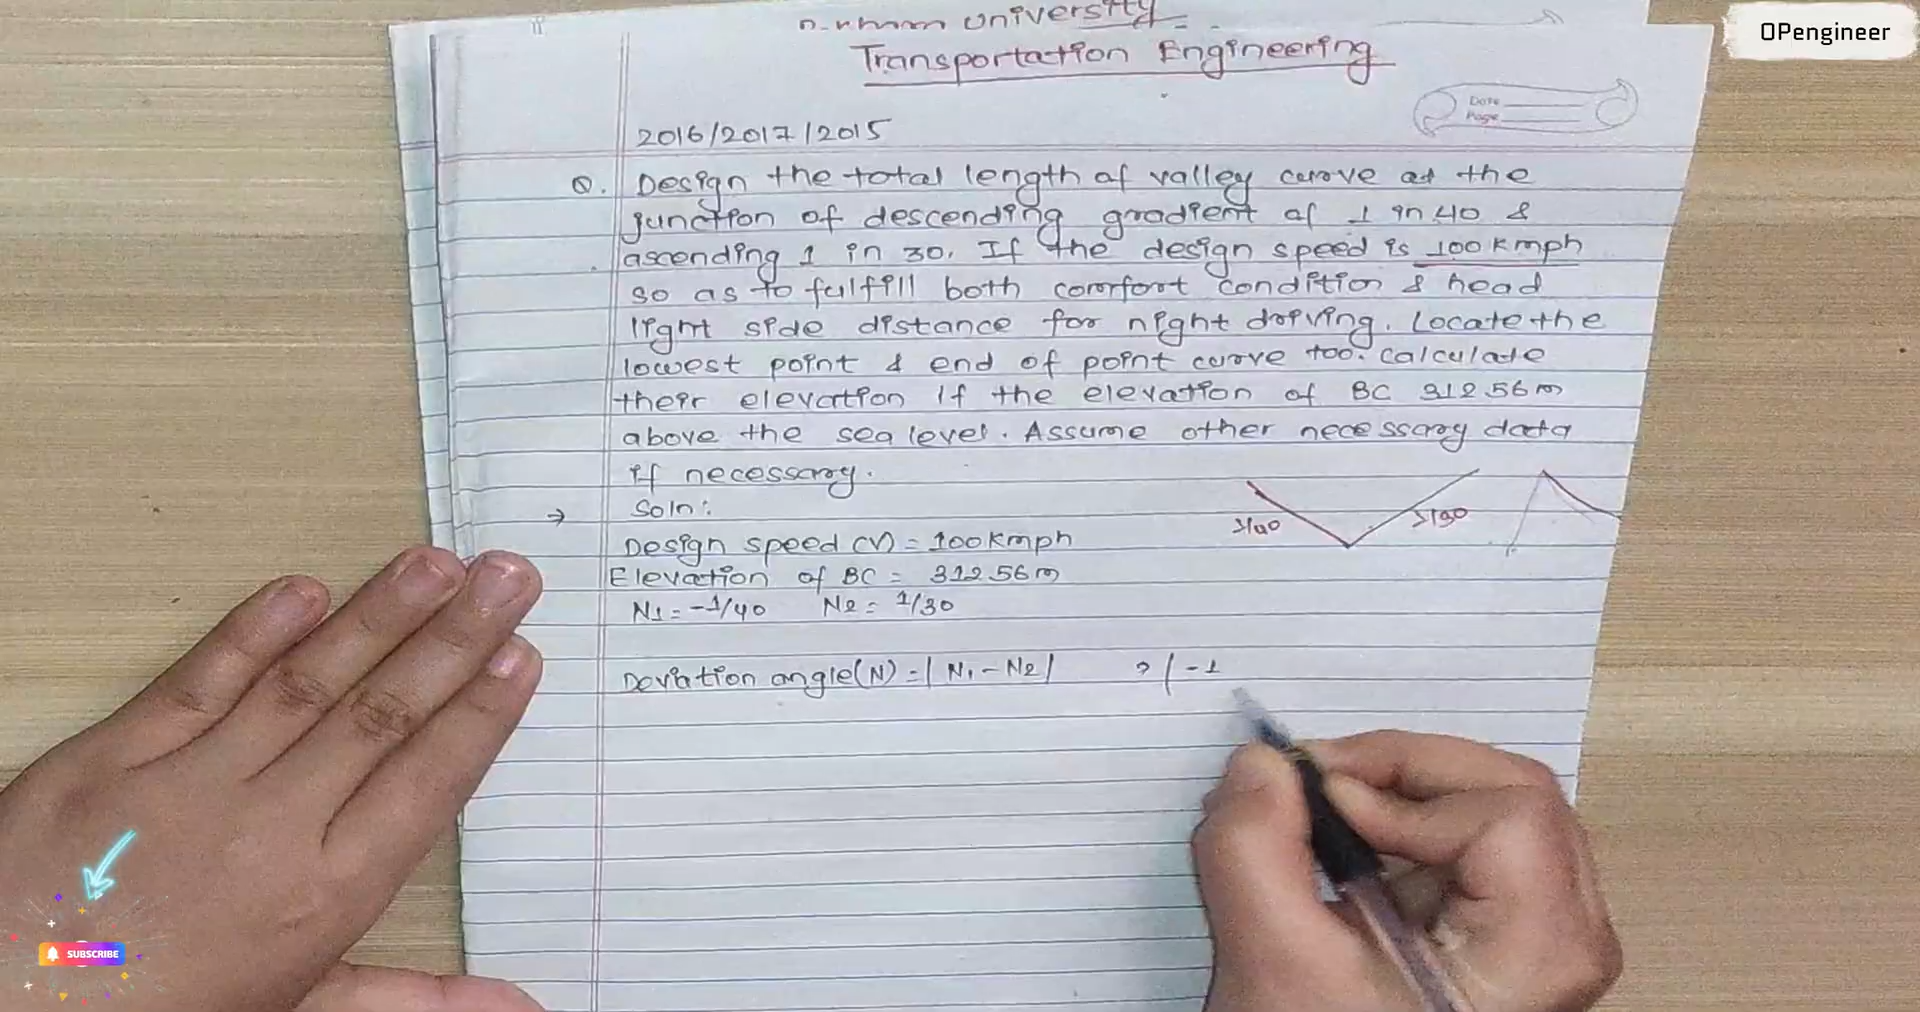 University
OPengineer
Transportation Engineering
Date
Page
2016/2017/2015
Q. Design the total length of valley curve at the
junction of descending gradient of 1 in 40 &
ascending 1 in 30. If the design speed is 100 kmph
so as to fulfill both comfort condition & head
light side distance for night driving. Locate the
lowest point & end of point curve too. calculate
their elevation if the elevation of BC 312.56m
above the sea level. Assume other necessary data
if necessary.
→ Soln:
1/40 1/30
Design speed (V) = 100kmph
Elevation of BC = 312.56m
N1 = -1/40 N2 = 1/30
Deviation angle(N) = | N1 - N2 | ⇒ | -1
SUBSCRIBE